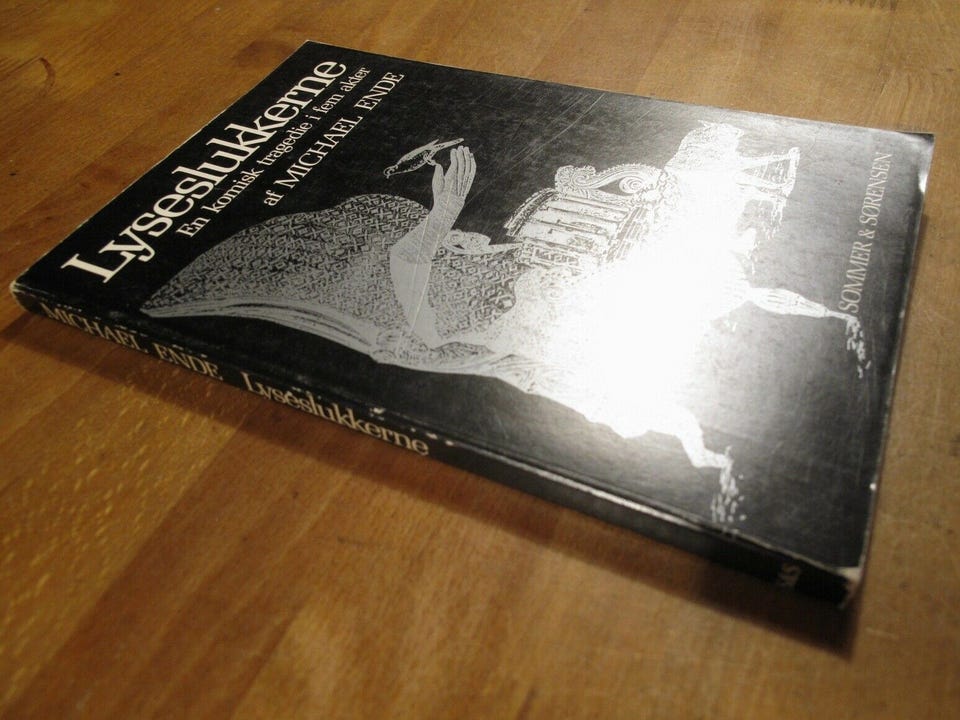 Lyseslukkerne
En komisk tragedie i fem akter
af MICHAEL ENDE
SOMMER & SØRENSEN
MICHAEL ENDE Lyseslukkerne